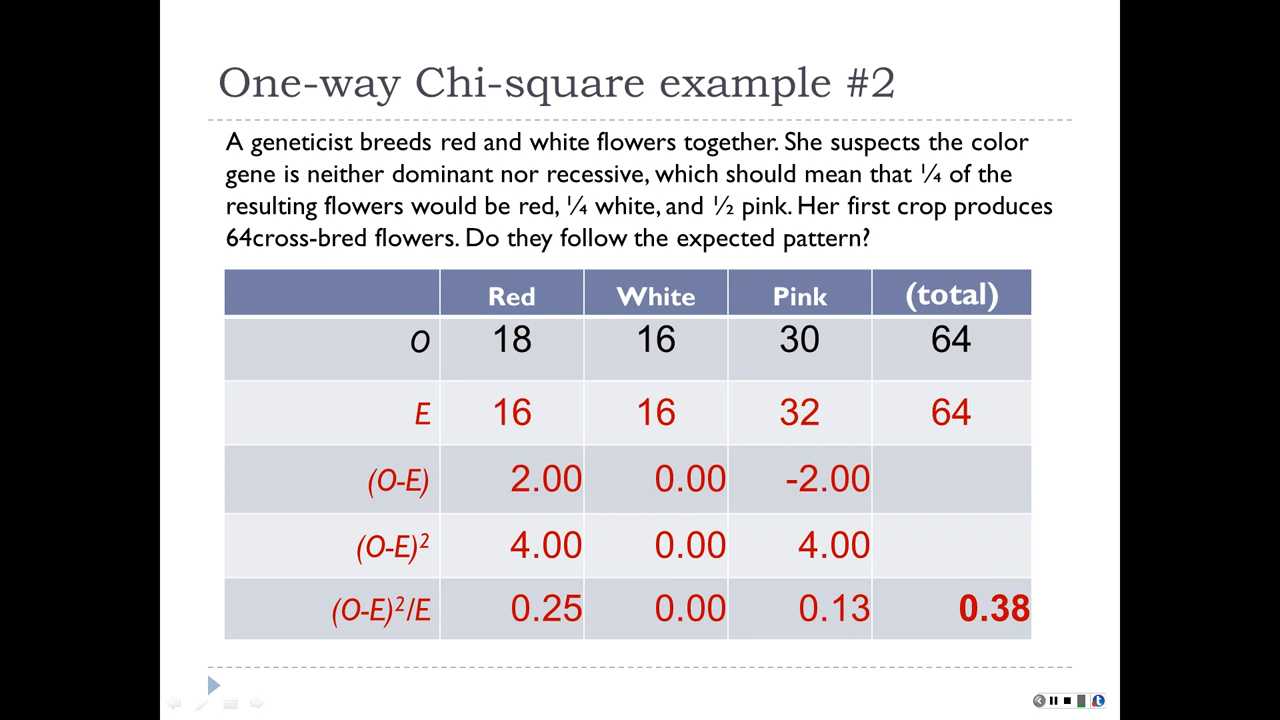 One-way Chi-square example #2
A geneticist breeds red and white flowers together. She suspects the color
gene is neither dominant nor recessive, which should mean that ¼ of the
resulting flowers would be red, ¼ white, and ½ pink. Her first crop produces
64cross-bred flowers. Do they follow the expected pattern?
Red White Pink (total)
O 18 16 30 64
E 16 16 32 64
(O-E) 2.00 0.00 -2.00
(O-E)² 4.00 0.00 4.00
(O-E)²/E 0.25 0.00 0.13 0.38